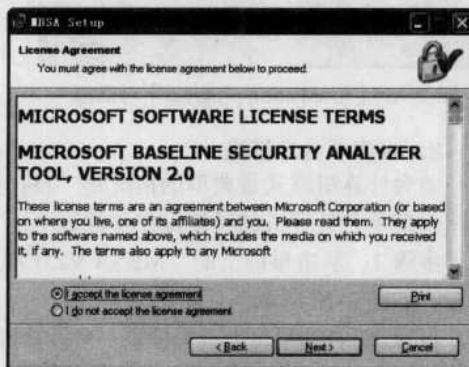 MBSA Setup
License Agreement
You must agree with the license agreement below to proceed.
MICROSOFT SOFTWARE LICENSE TERMS
MICROSOFT BASELINE SECURITY ANALYZER
TOOL, VERSION 2.0
These license terms are an agreement between Microsoft Corporation (or based
on where you live, one of its affiliates) and you. Please read them. They apply
to the software named above, which includes the media on which you received
it, if any. The terms also apply to any Microsoft
I accept the license agreement
I do not accept the license agreement
Print
< Back
Next >
Cancel